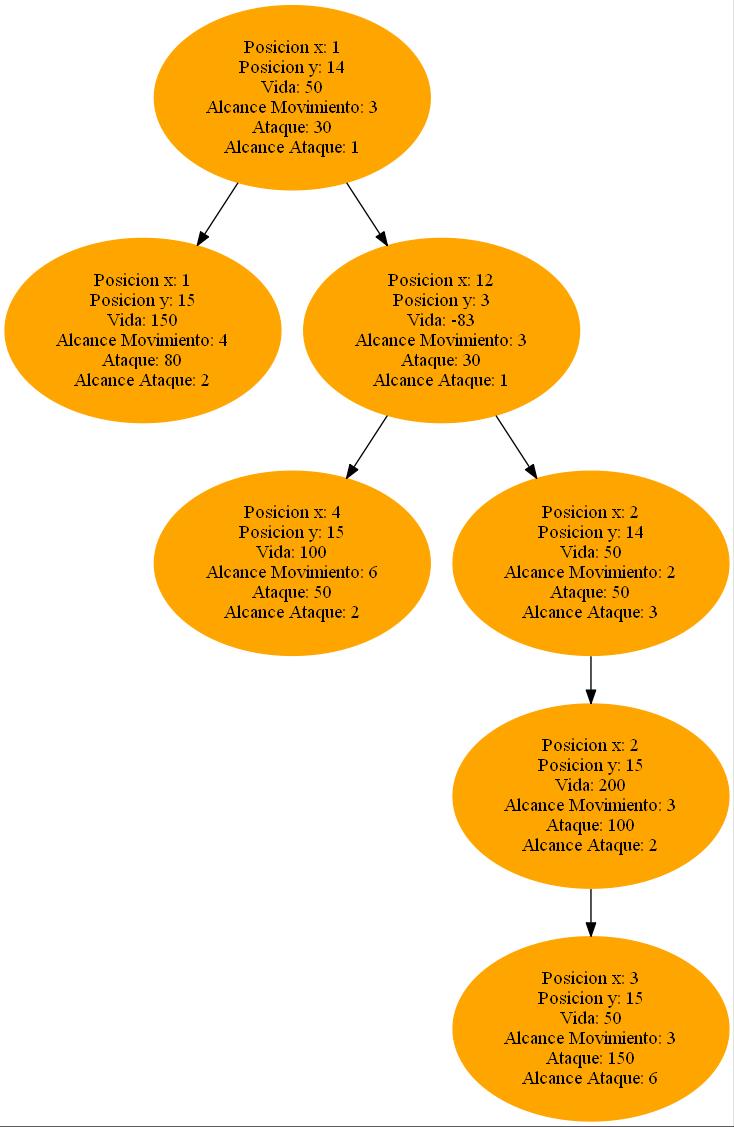 Posicion x: 1
Posicion y: 14
Vida: 50
Alcance Movimiento: 3
Ataque: 30
Alcance Ataque: 1
Posicion x: 1
Posicion y: 15
Vida: 150
Alcance Movimiento: 4
Ataque: 80
Alcance Ataque: 2
Posicion x: 12
Posicion y: 3
Vida: -83
Alcance Movimiento: 3
Ataque: 30
Alcance Ataque: 1
Posicion x: 4
Posicion y: 15
Vida: 100
Alcance Movimiento: 6
Ataque: 50
Alcance Ataque: 2
Posicion x: 2
Posicion y: 14
Vida: 50
Alcance Movimiento: 2
Ataque: 50
Alcance Ataque: 3
Posicion x: 2
Posicion y: 15
Vida: 200
Alcance Movimiento: 3
Ataque: 100
Alcance Ataque: 2
Posicion x: 3
Posicion y: 15
Vida: 50
Alcance Movimiento: 3
Ataque: 150
Alcance Ataque: 6